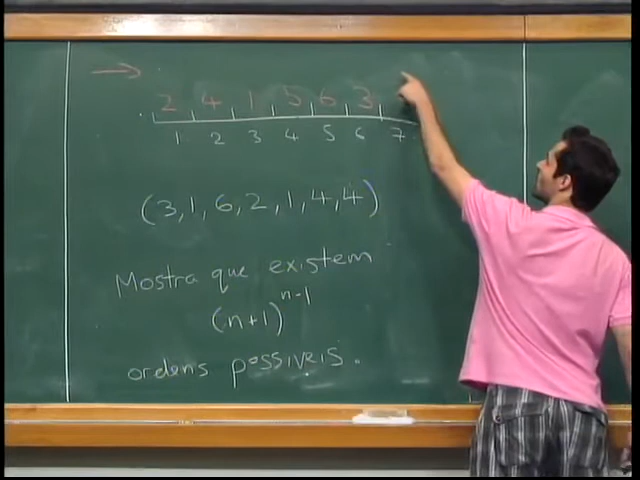 2 4 1 5 6 3
1 2 3 4 5 6 7
(3,1,6,2,1,4,4)
Mostra que existem
(n+1)^{n-1}
ordens possíveis.